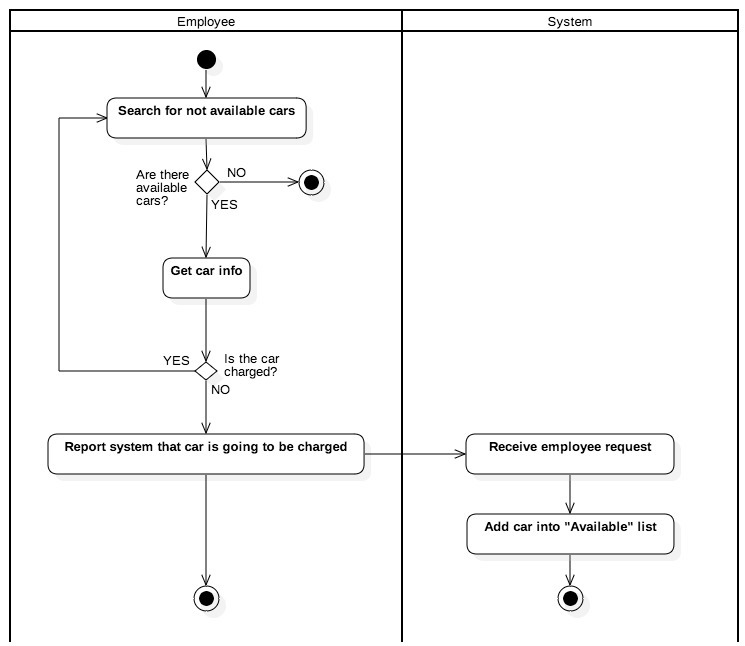 Employee
System
Search for not available cars
Are there
available
cars?
NO
YES
Get car info
YES
Is the car
charged?
NO
Report system that car is going to be charged
Receive employee request
Add car into "Available" list